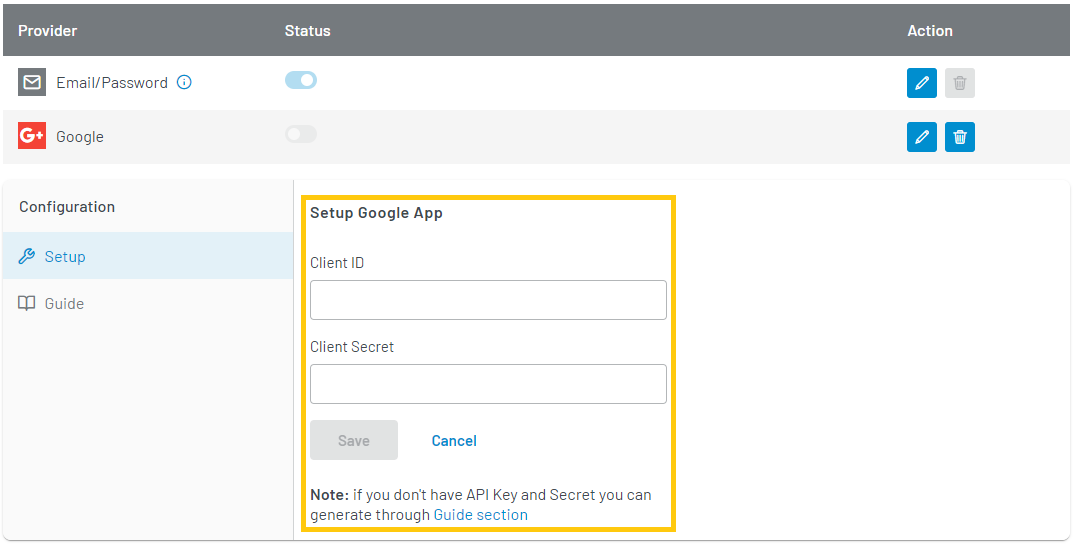 Provider Status Action
Email/Password
G+ Google
Configuration
Setup
Guide
Setup Google App
Client ID
Client Secret
Save Cancel
Note: if you don't have API Key and Secret you can
generate through Guide section